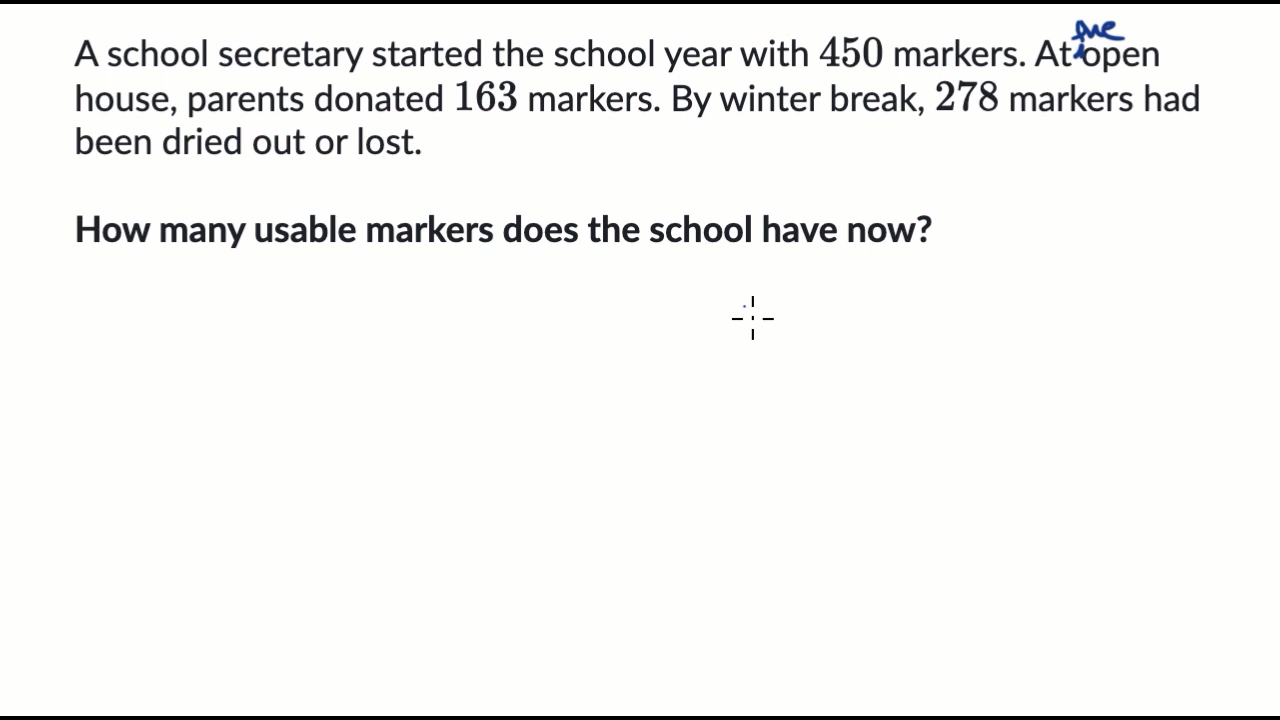 A school secretary started the school year with 450 markers. At open
house, parents donated 163 markers. By winter break, 278 markers had
been dried out or lost.
How many usable markers does the school have now?